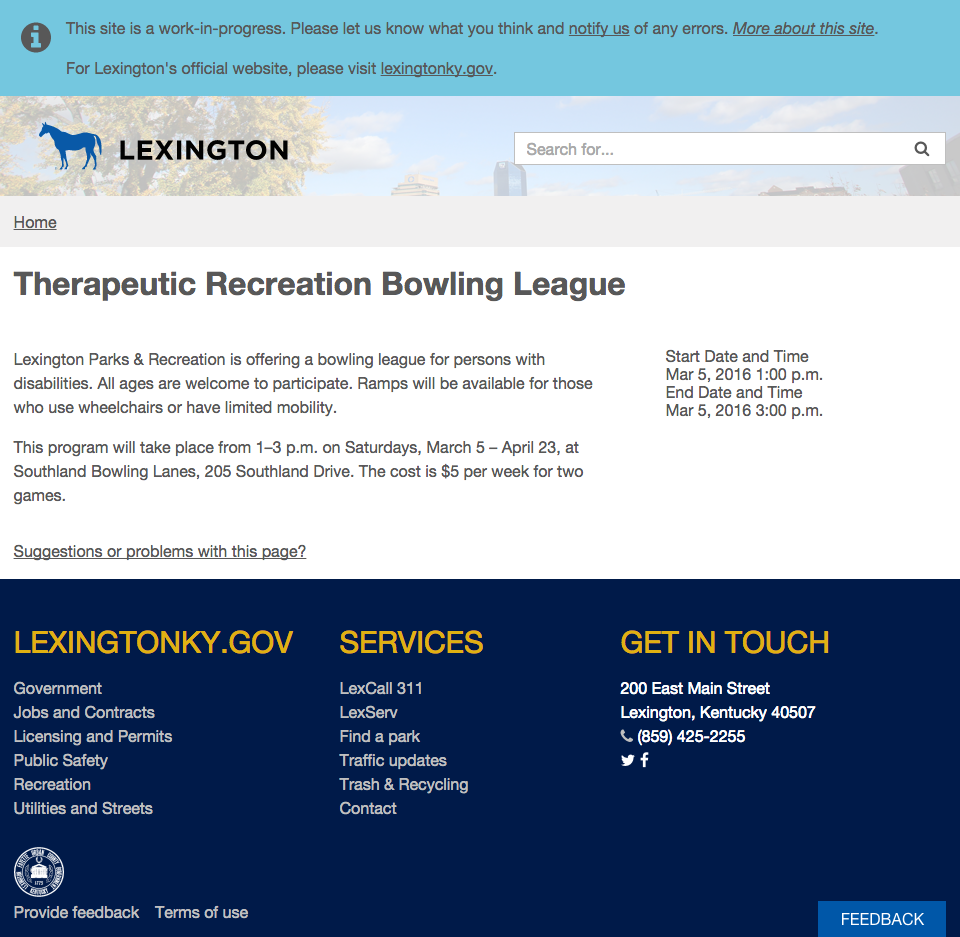 This site is a work-in-progress. Please let us know what you think and notify us of any errors. More about this site.
For Lexington's official website, please visit lexingtonky.gov.
LEXINGTON
Search for...
Home
Therapeutic Recreation Bowling League
Lexington Parks & Recreation is offering a bowling league for persons with
disabilities. All ages are welcome to participate. Ramps will be available for those
who use wheelchairs or have limited mobility.
This program will take place from 1–3 p.m. on Saturdays, March 5 – April 23, at
Southland Bowling Lanes, 205 Southland Drive. The cost is $5 per week for two
games.
Start Date and Time
Mar 5, 2016 1:00 p.m.
End Date and Time
Mar 5, 2016 3:00 p.m.
Suggestions or problems with this page?
LEXINGTONKY.GOV
Government
Jobs and Contracts
Licensing and Permits
Public Safety
Recreation
Utilities and Streets
SERVICES
LexCall 311
LexServ
Find a park
Traffic updates
Trash & Recycling
Contact
GET IN TOUCH
200 East Main Street
Lexington, Kentucky 40507
(859) 425-2255
Provide feedback Terms of use
FEEDBACK